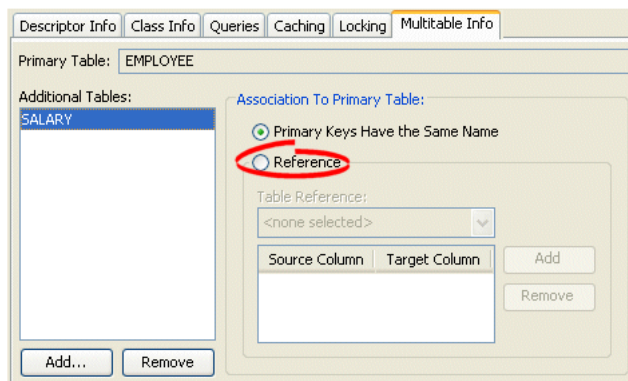 Descriptor Info Class Info Queries Caching Locking Multitable Info
Primary Table: EMPLOYEE
Additional Tables:
SALARY
Add... Remove
Association To Primary Table:
Primary Keys Have the Same Name
Reference
Table Reference:
<none selected>
Source Column Target Column
Add
Remove